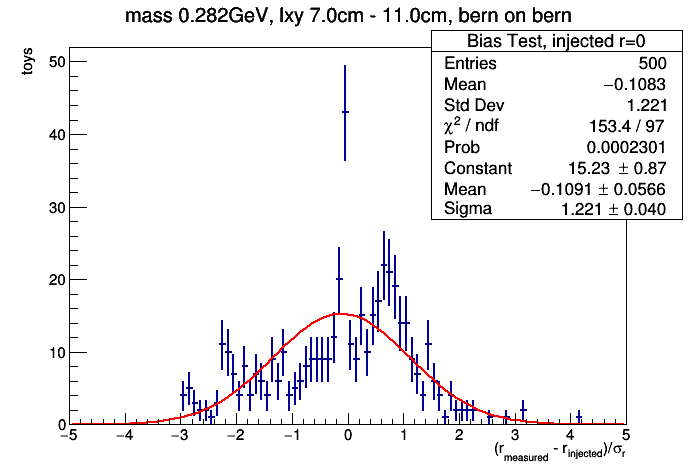 mass 0.282GeV, lxy 7.0cm - 11.0cm, bern on bern
toys
Bias Test, injected r=0
Entries 500
Mean −0.1083
Std Dev 1.221
χ² / ndf 153.4 / 97
Prob 0.0002301
Constant 15.23 ± 0.87
Mean −0.1091 ± 0.0566
Sigma 1.221 ± 0.040
50
40
30
20
10
0
−5 −4 −3 −2 −1 0 1 2 3 4 5
(r_measured - r_injected)/σ_r